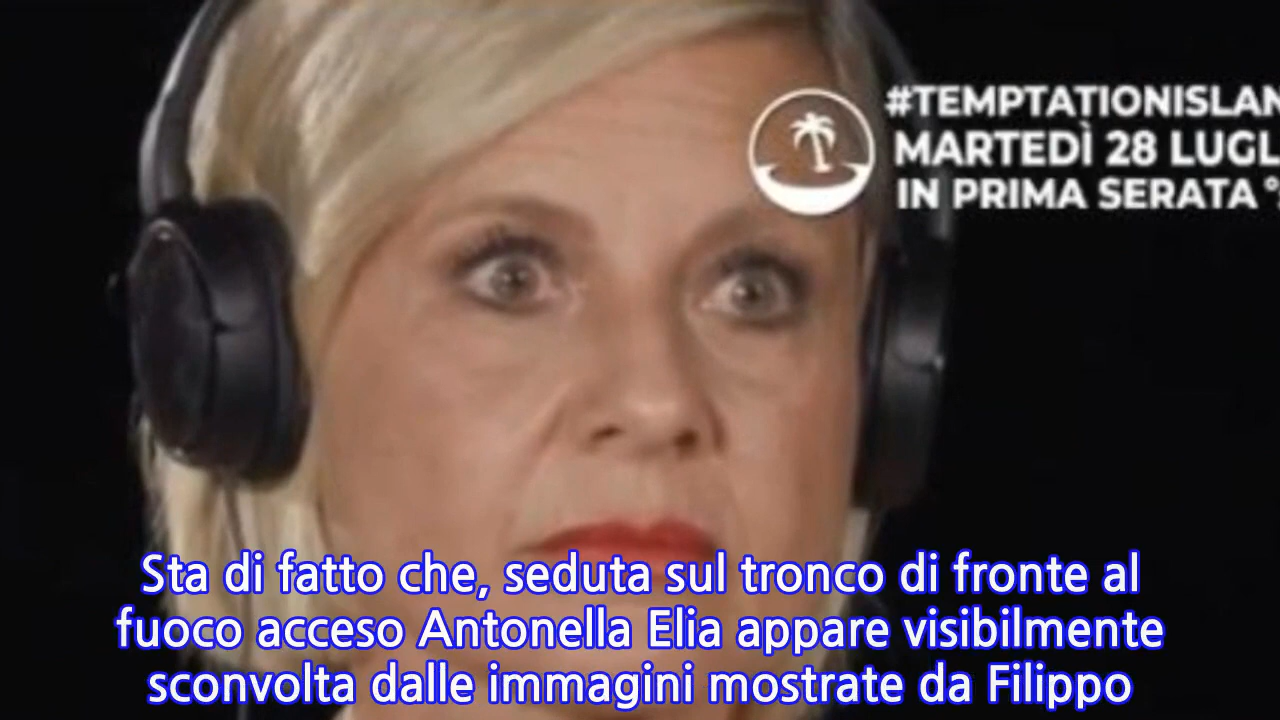 #TEMPTATIONISLAN
MARTEDÌ 28 LUGL
IN PRIMA SERATA
Sta di fatto che, seduta sul tronco di fronte al
fuoco acceso Antonella Elia appare visibilmente
sconvolta dalle immagini mostrate da Filippo